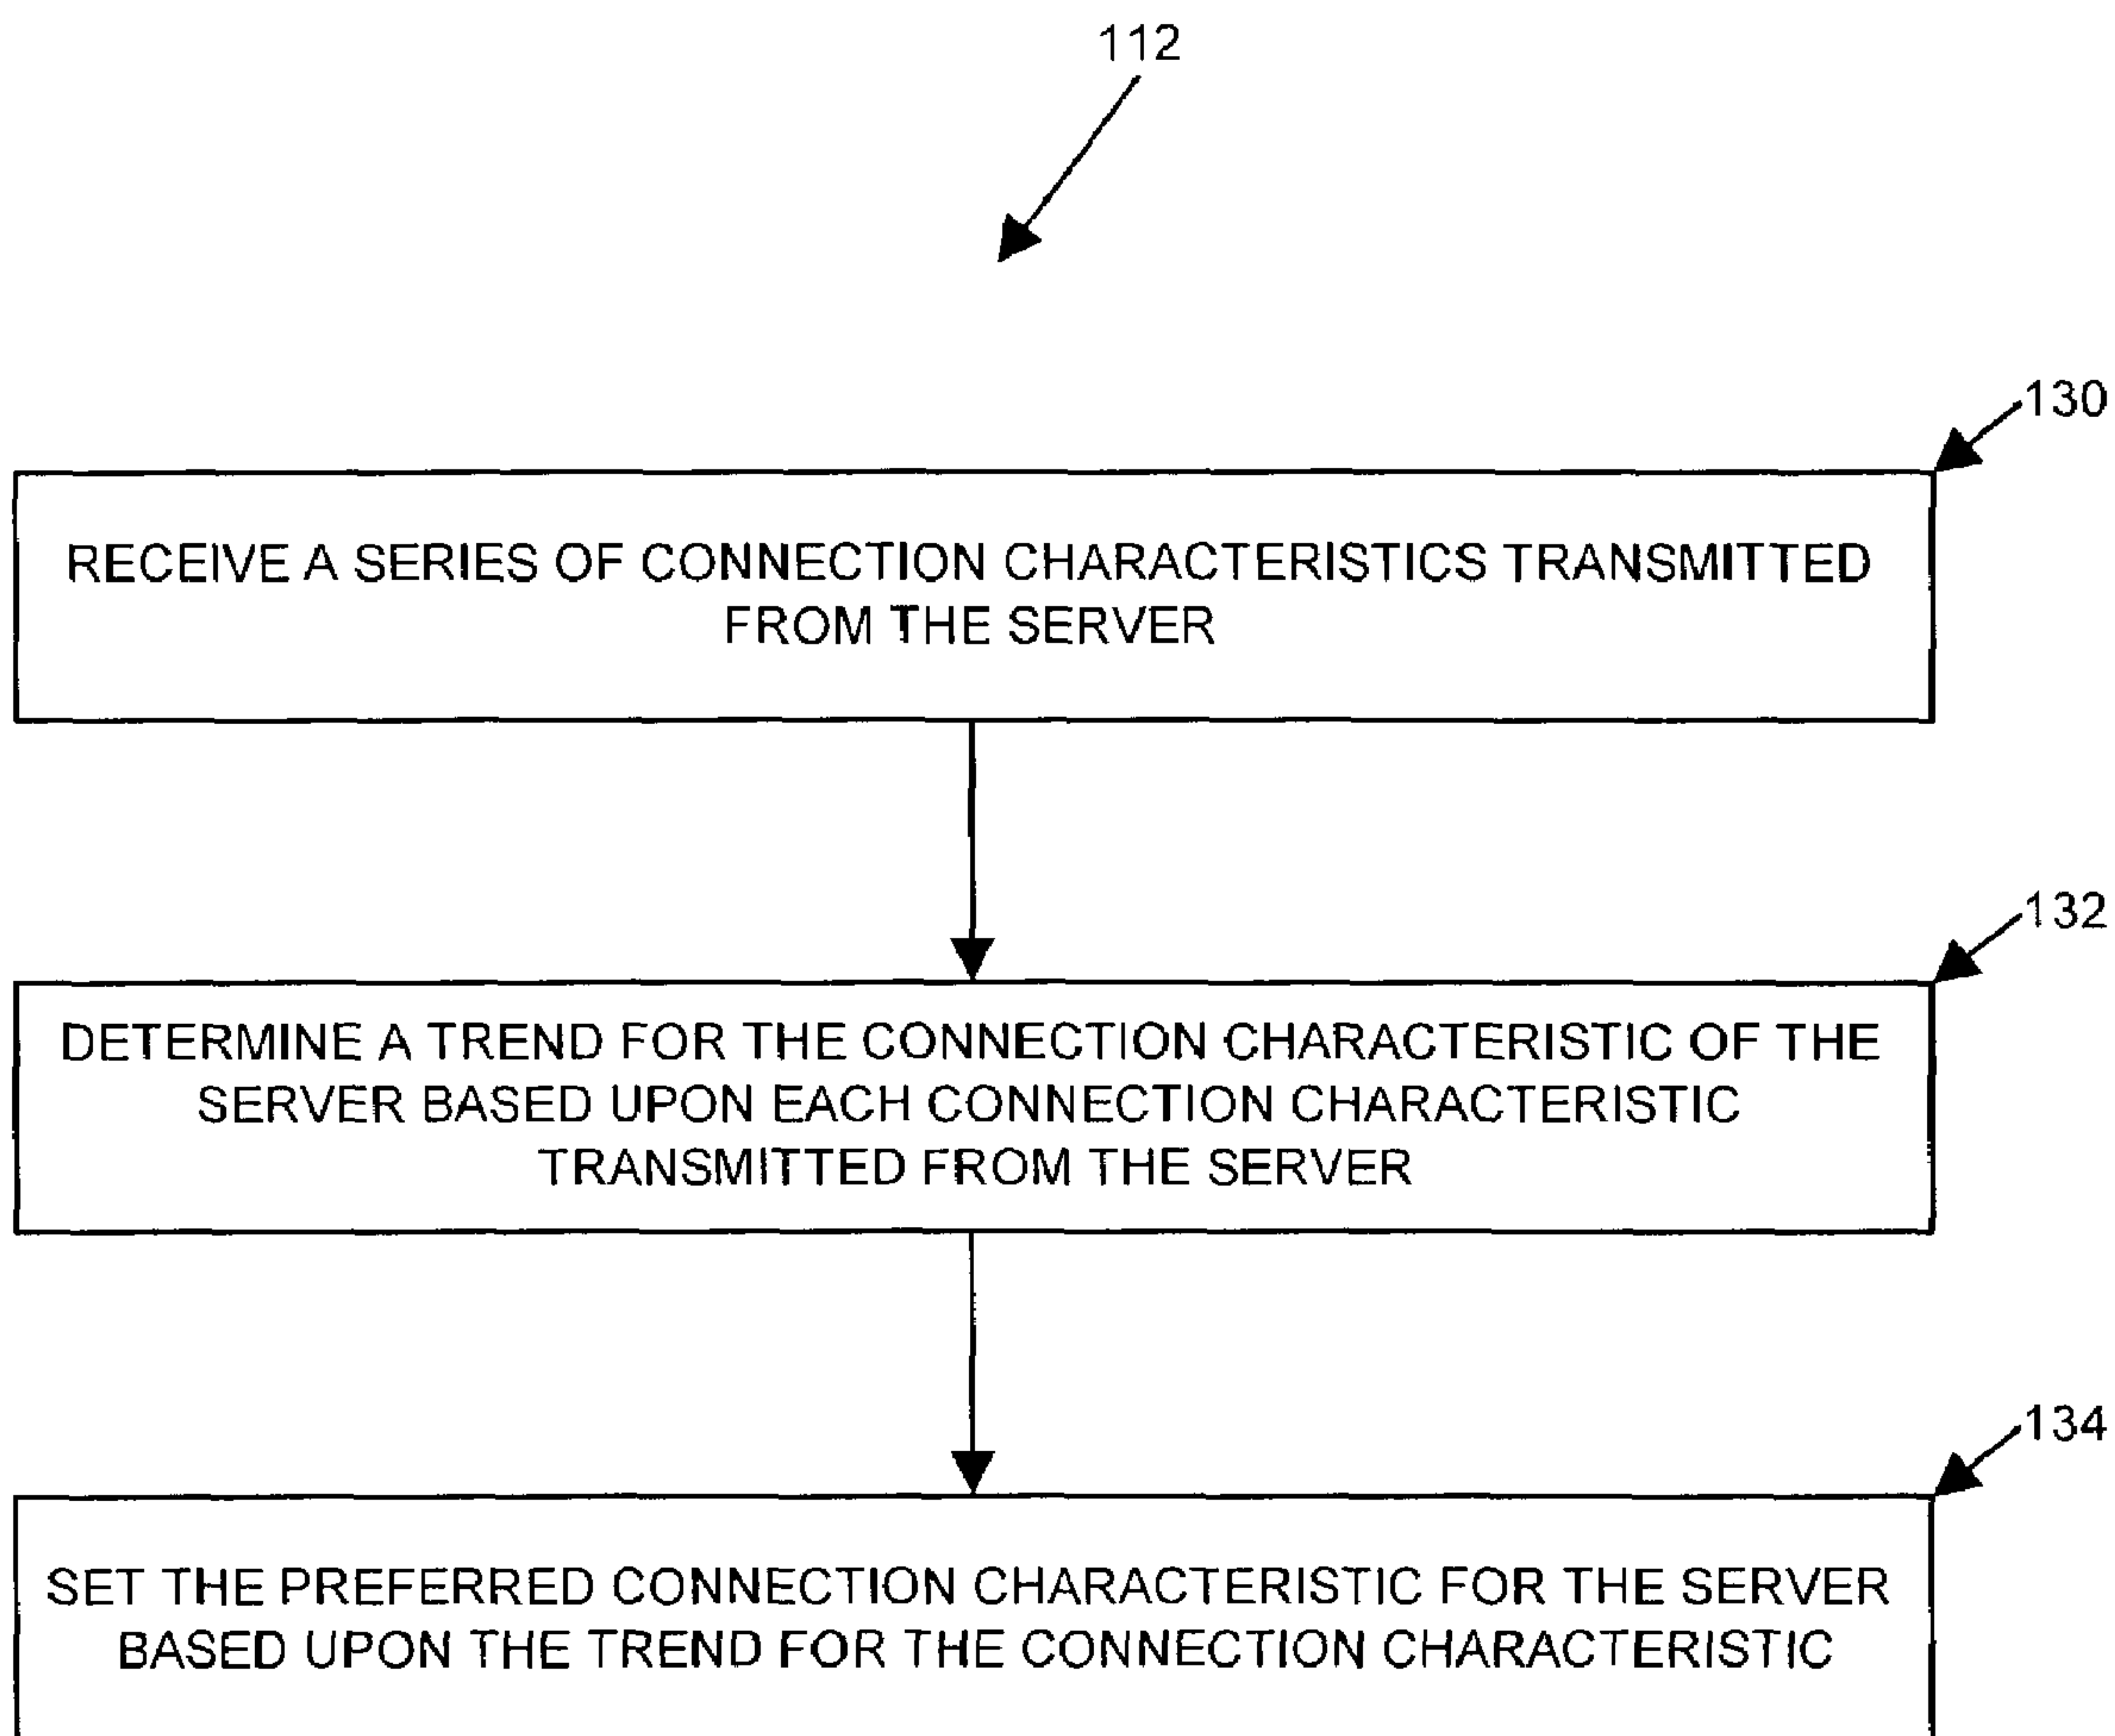 112
130
RECEIVE A SERIES OF CONNECTION CHARACTERISTICS TRANSMITTED
FROM THE SERVER
132
DETERMINE A TREND FOR THE CONNECTION CHARACTERISTIC OF THE
SERVER BASED UPON EACH CONNECTION CHARACTERISTIC
TRANSMITTED FROM THE SERVER
134
SET THE PREFERRED CONNECTION CHARACTERISTIC FOR THE SERVER
BASED UPON THE TREND FOR THE CONNECTION CHARACTERISTIC